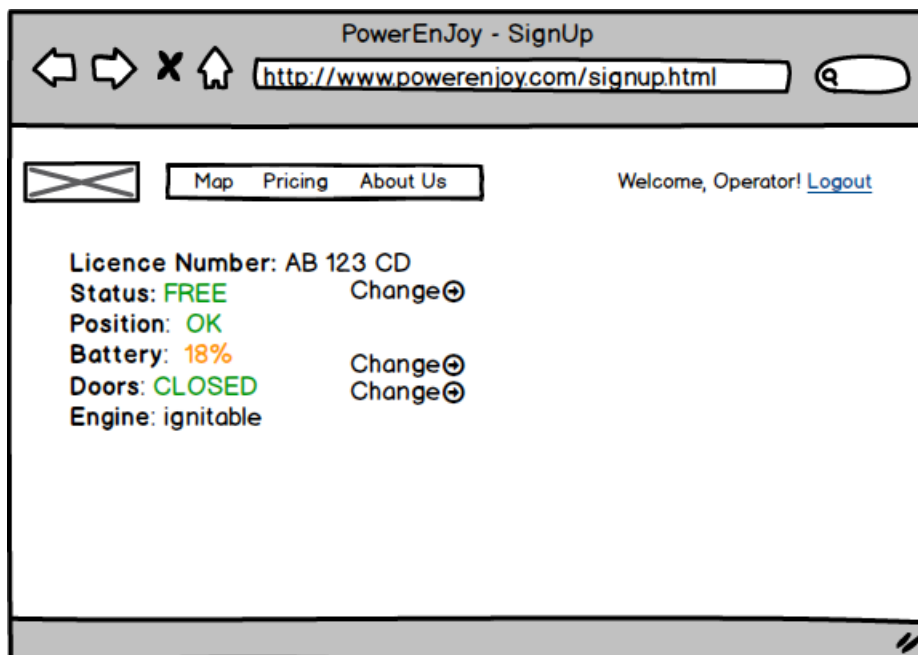 PowerEnJoy - SignUp
http://www.powerenjoy.com/signup.html
Map Pricing About Us Welcome, Operator! Logout
Licence Number: AB 123 CD
Status: FREE Change
Position: OK
Battery: 18%
Change
Doors: CLOSED Change
Engine: ignitable